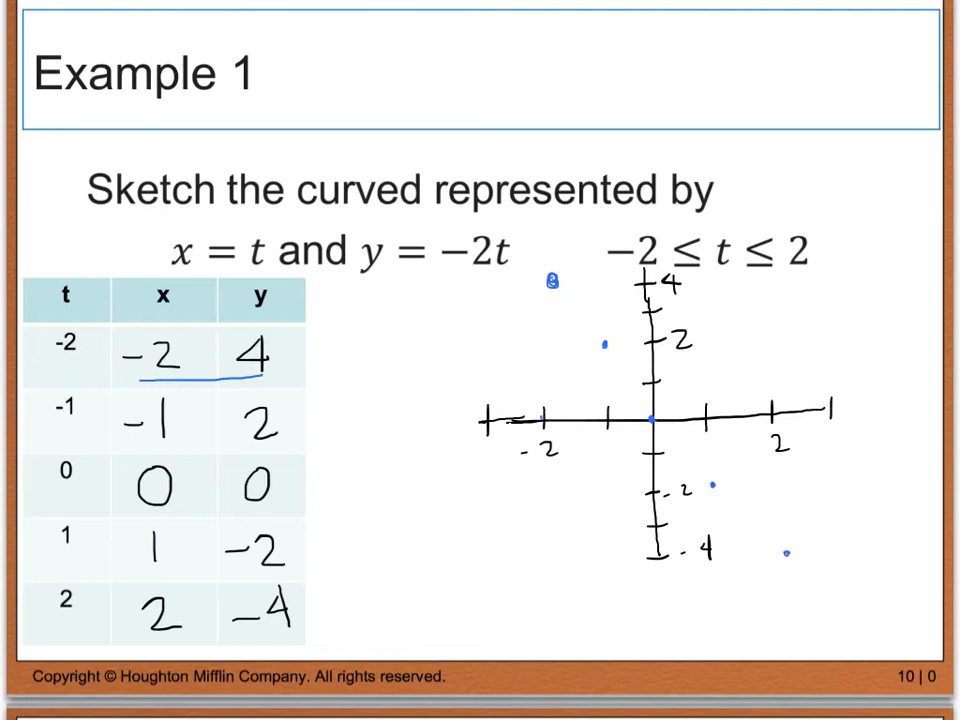 Example 1
Sketch the curved represented by
x = t and y = −2t −2 ≤ t ≤ 2
t x y
-2 -2 4
-1 -1 2
0 0 0
1 1 -2
2 2 -4
4
2
-2 2
-2
-4
Copyright © Houghton Mifflin Company. All rights reserved. 10 | 0